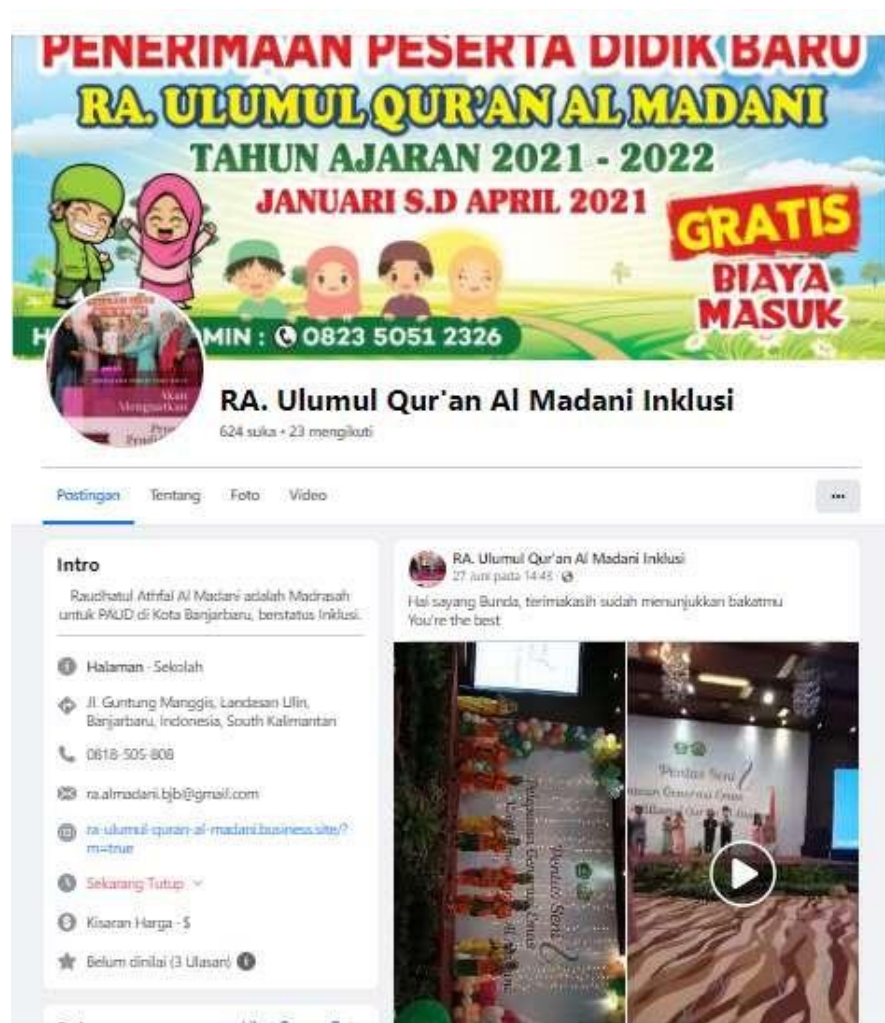 PENERIMAAN PESERTA DIDIK BARU
RA. ULUMUL QUR'AN AL MADANI
TAHUN AJARAN 2021 - 2022
JANUARI S.D APRIL 2021
GRATIS
BIAYA
MASUK
H
MIN : 0823 5051 2326
Akan
Menguatkan
RA. Ulumul Qur'an Al Madani Inklusi
624 suka • 23 mengikuti
Postingan Tentang Foto Video
Intro
Raudhatul Athfal Al Madani adalah Madrasah
untuk PAUD di Kota Banjarbaru, berstatus Inklusi.
Halaman · Sekolah
Jl. Guntung Manggis, Landasan Ulin,
Banjarbaru, Indonesia, South Kalimantan
0818-505-808
ra.almadani.bjb@gmail.com
ra-ulumul-quran-al-madani.business.site/?
m=true
Sekarang Tutup
Kisaran Harga · $
Belum dinilai (3 Ulasan)
RA. Ulumul Qur'an Al Madani Inklusi
27 Juni pada 14.43
Hai sayang Bunda, terimakasih sudah menunjukkan bakatmu
You're the best
Pentas Seni
Pentas Seni